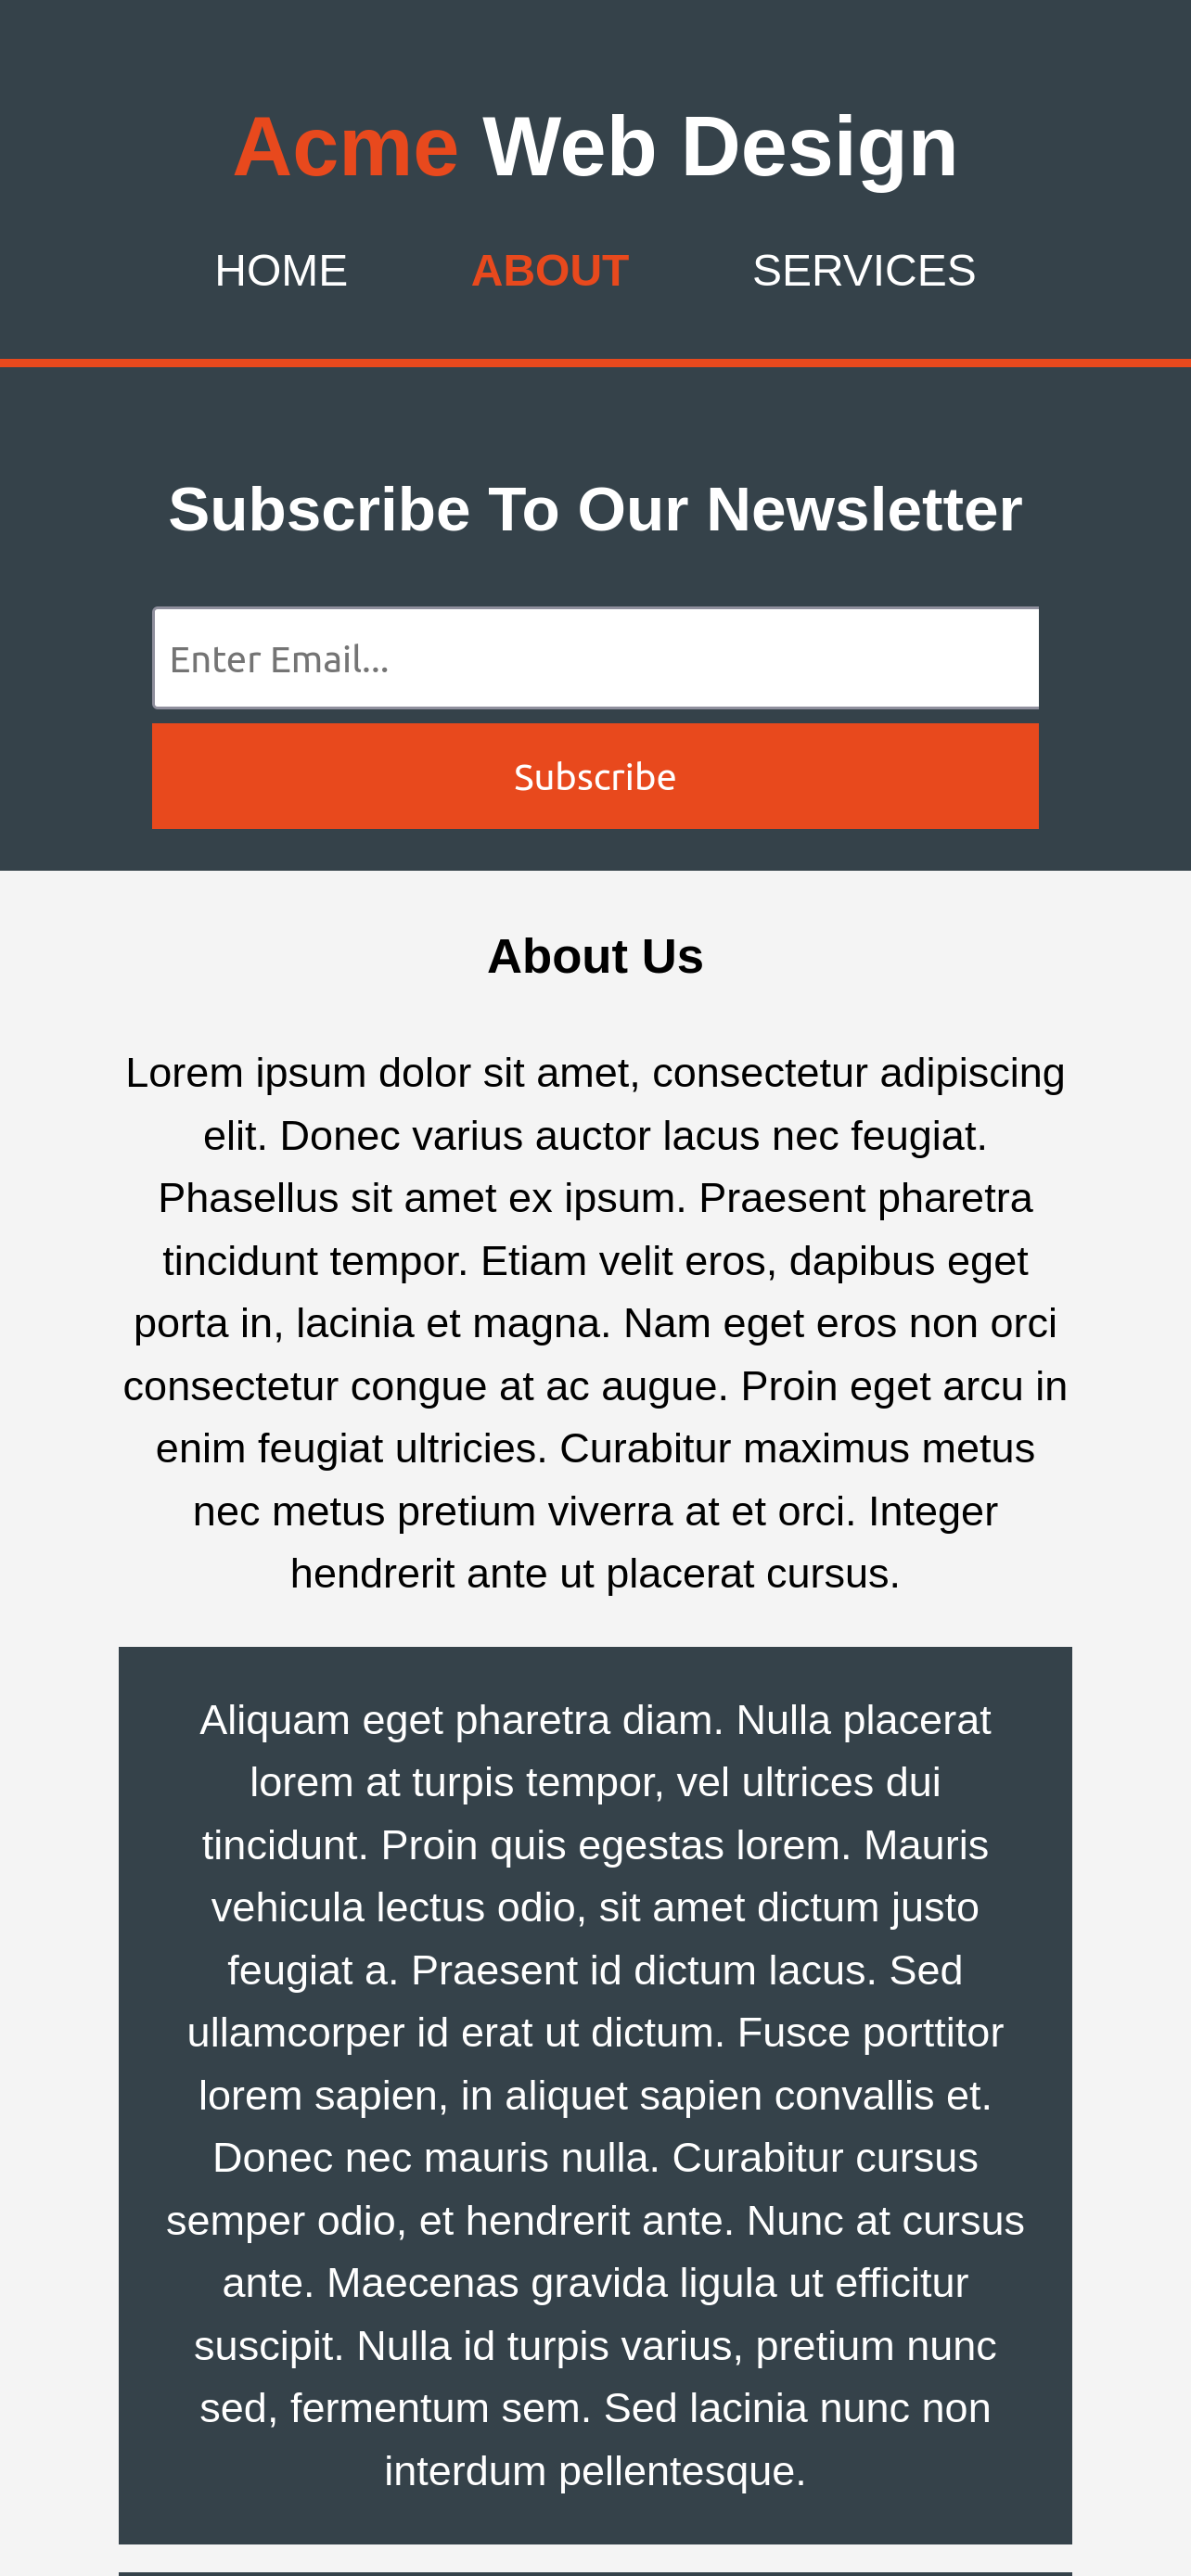 Acme Web Design
HOME ABOUT SERVICES
Subscribe To Our Newsletter
Enter Email...
Subscribe
About Us
Lorem ipsum dolor sit amet, consectetur adipiscing
elit. Donec varius auctor lacus nec feugiat.
Phasellus sit amet ex ipsum. Praesent pharetra
tincidunt tempor. Etiam velit eros, dapibus eget
porta in, lacinia et magna. Nam eget eros non orci
consectetur congue at ac augue. Proin eget arcu in
enim feugiat ultricies. Curabitur maximus metus
nec metus pretium viverra at et orci. Integer
hendrerit ante ut placerat cursus.
Aliquam eget pharetra diam. Nulla placerat
lorem at turpis tempor, vel ultrices dui
tincidunt. Proin quis egestas lorem. Mauris
vehicula lectus odio, sit amet dictum justo
feugiat a. Praesent id dictum lacus. Sed
ullamcorper id erat ut dictum. Fusce porttitor
lorem sapien, in aliquet sapien convallis et.
Donec nec mauris nulla. Curabitur cursus
semper odio, et hendrerit ante. Nunc at cursus
ante. Maecenas gravida ligula ut efficitur
suscipit. Nulla id turpis varius, pretium nunc
sed, fermentum sem. Sed lacinia nunc non
interdum pellentesque.